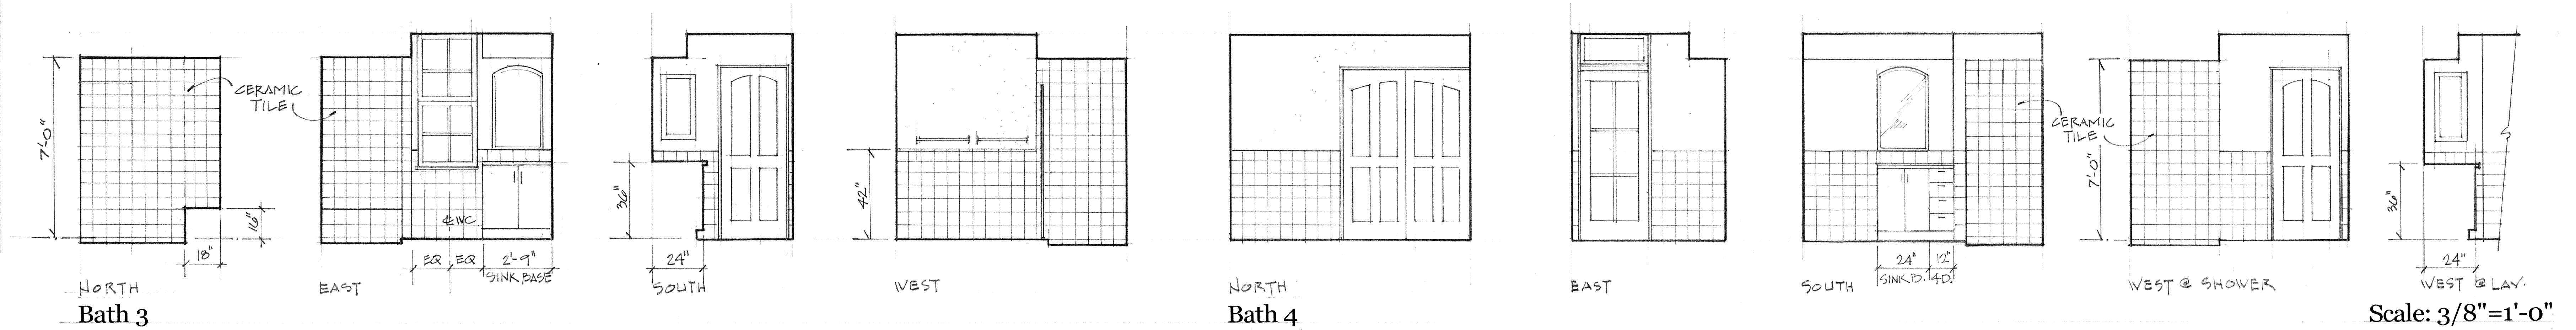 7'-0"
CERAMIC
TILE
18"
16"
NORTH
Bath 3
℄ WC
EQ
EQ
2'-9"
SINK BASE
EAST
36"
24"
SOUTH
42"
WEST
NORTH
Bath 4
EAST
24"
12"
SINK B.
4D.
SOUTH
CERAMIC
TILE
7'-0"
WEST @ SHOWER
36"
24"
WEST @ LAV.
Scale: 3/8"=1'-0"